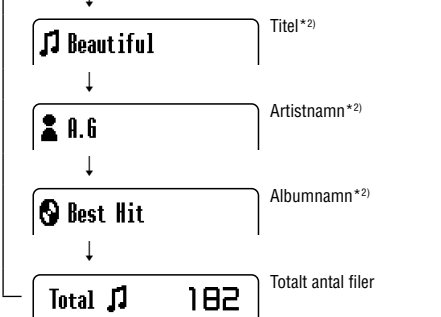 Beautiful
Titel*2)
A.G
Artistnamn*2)
Best Hit
Albumnamn*2)
Total 182
Totalt antal filer